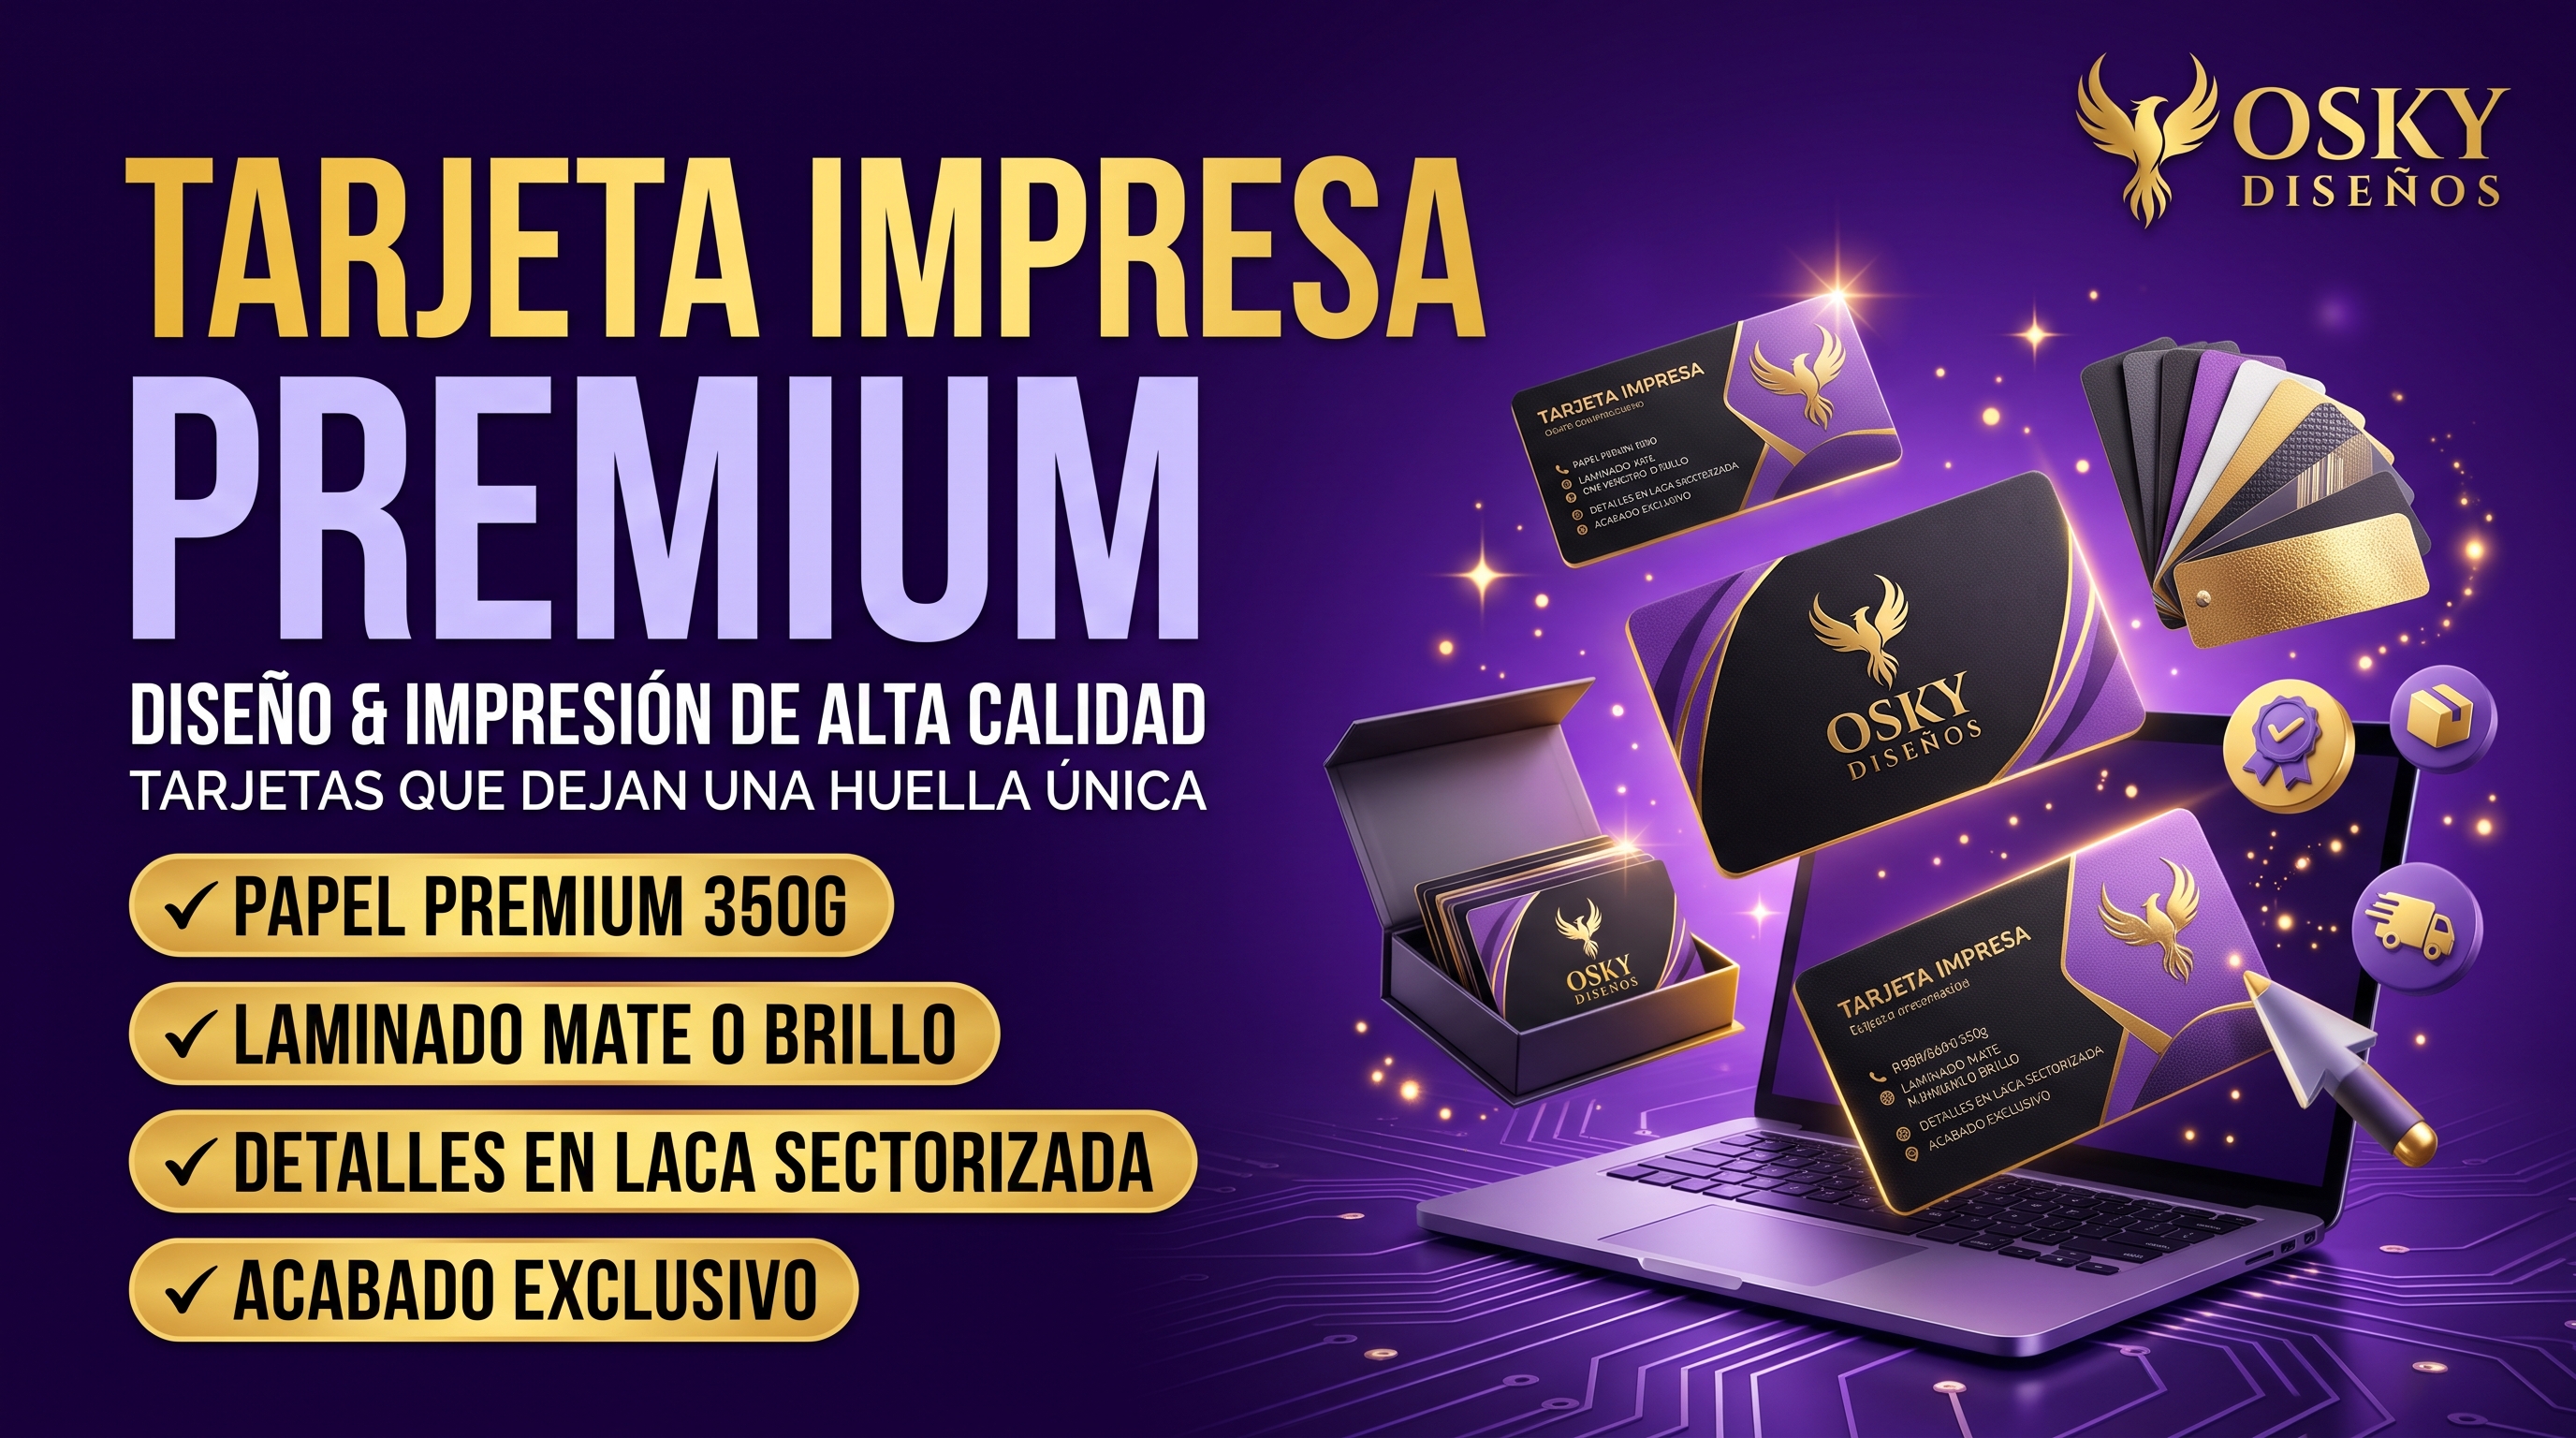 OSKY
DISEÑOS
TARJETA IMPRESA
PREMIUM
DISEÑO & IMPRESIÓN DE ALTA CALIDAD
TARJETAS QUE DEJAN UNA HUELLA ÚNICA
✓ PAPEL PREMIUM 350G
✓ LAMINADO MATE O BRILLO
✓ DETALLES EN LACA SECTORIZADA
✓ ACABADO EXCLUSIVO
TARJETA IMPRESA
LAMINADO
DETALLES EN LACA
ACABADO EXCLUSIVO
OSKY
DISEÑOS
OSKY
DISEÑOS
TARJETA IMPRESA
350g
LAMINADO MATE
BRILLO
DETALLES EN LACA SECTORIZADA
ACABADO EXCLUSIVO